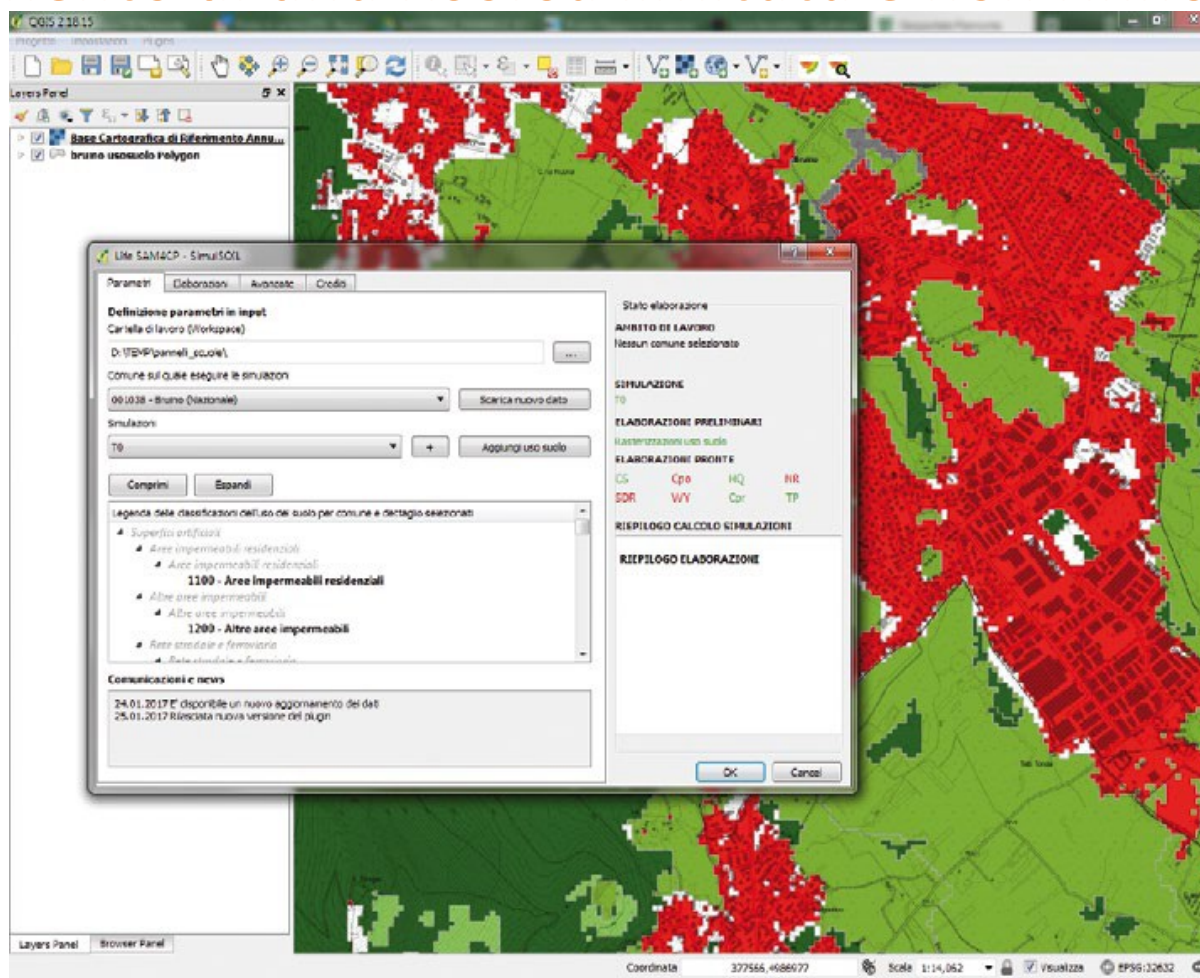 QGIS 2.18.15
Progetto Impostazioni Plugins
Layers Panel
Base Cartografica di Riferimento Annu...
bruno usosuolo Polygon
Life SAM4CP - SimulSOIL
Parametri Elaborazioni Avanzate Credits
Definizione parametri in input
Cartella di lavoro (Workspace)
D:\TEMP\pannelli_scuole\
...
Comune sul quale eseguire le simulazioni
001038 - Bruino (Nazionale)
Scarica nuovo dato
Simulazioni
T0
+
Aggiungi uso suolo
Comprimi Espandi
Legenda delle classificazioni dell'uso del suolo per comune e dettaglio selezionati
Superfici artificiali
Aree impermeabili residenziali
Aree impermeabili residenziali
1100 - Aree impermeabili residenziali
Altre aree impermeabili
Altre aree impermeabili
1200 - Altre aree impermeabili
Rete stradale e ferroviaria
Rete stradale e ferroviaria
Comunicazioni e news
24.01.2017 E' disponibile un nuovo aggiornamento dei dati
25.01.2017 Rilasciata nuova versione del plugin
Stato elaborazione
AMBITO DI LAVORO
Nessun comune selezionato
SIMULAZIONE
T0
ELABORAZIONI PRELIMINARI
Rasterizzazioni uso suolo
ELABORAZIONI PRONTE
CS Cpo HQ NR
SDR WY Cpr TP
RIEPILOGO CALCOLO SIMULAZIONI
RIEPILOGO ELABORAZIONI
OK Cancel
Layers Panel Browser Panel
Coordinata 377566,4986977 Scala 1:14,062 Visualizza EPSG:32632